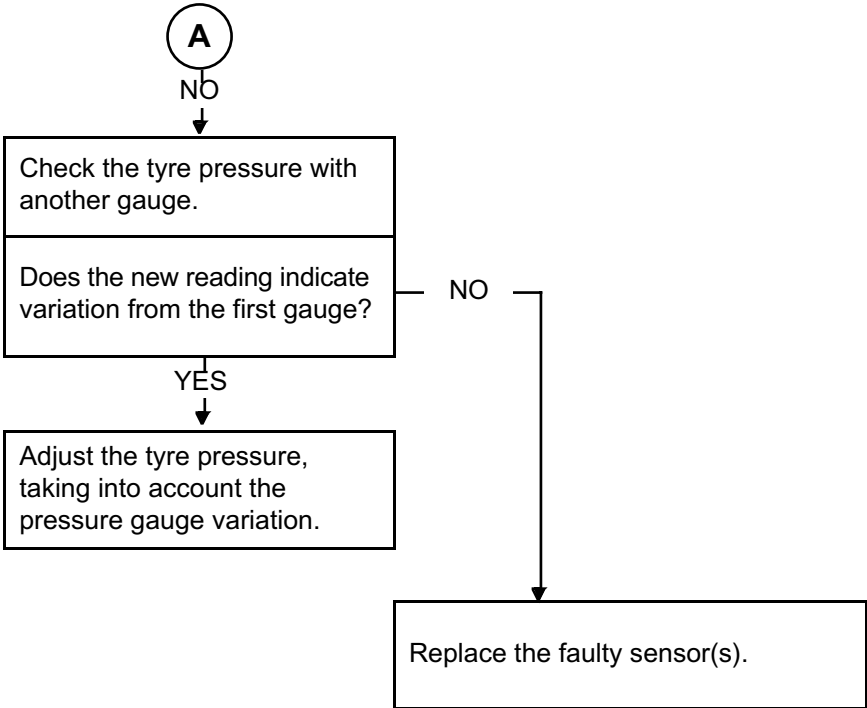 A
NO
Check the tyre pressure with
another gauge.
Does the new reading indicate
variation from the first gauge?
NO
YES
Adjust the tyre pressure,
taking into account the
pressure gauge variation.
Replace the faulty sensor(s).